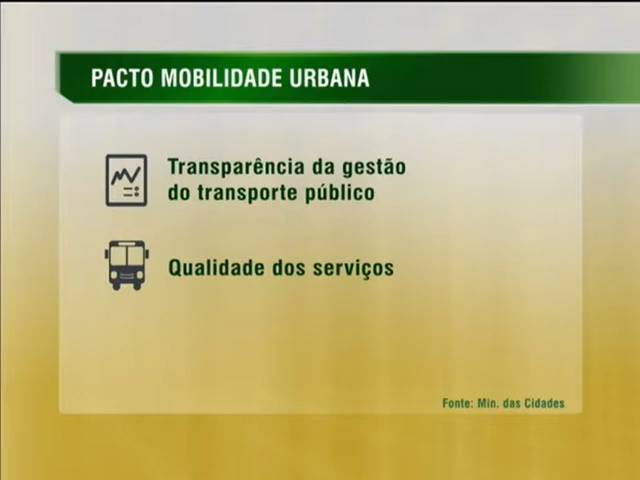 PACTO MOBILIDADE URBANA
Transparência da gestão
do transporte público
Qualidade dos serviços
Fonte: Min. das Cidades